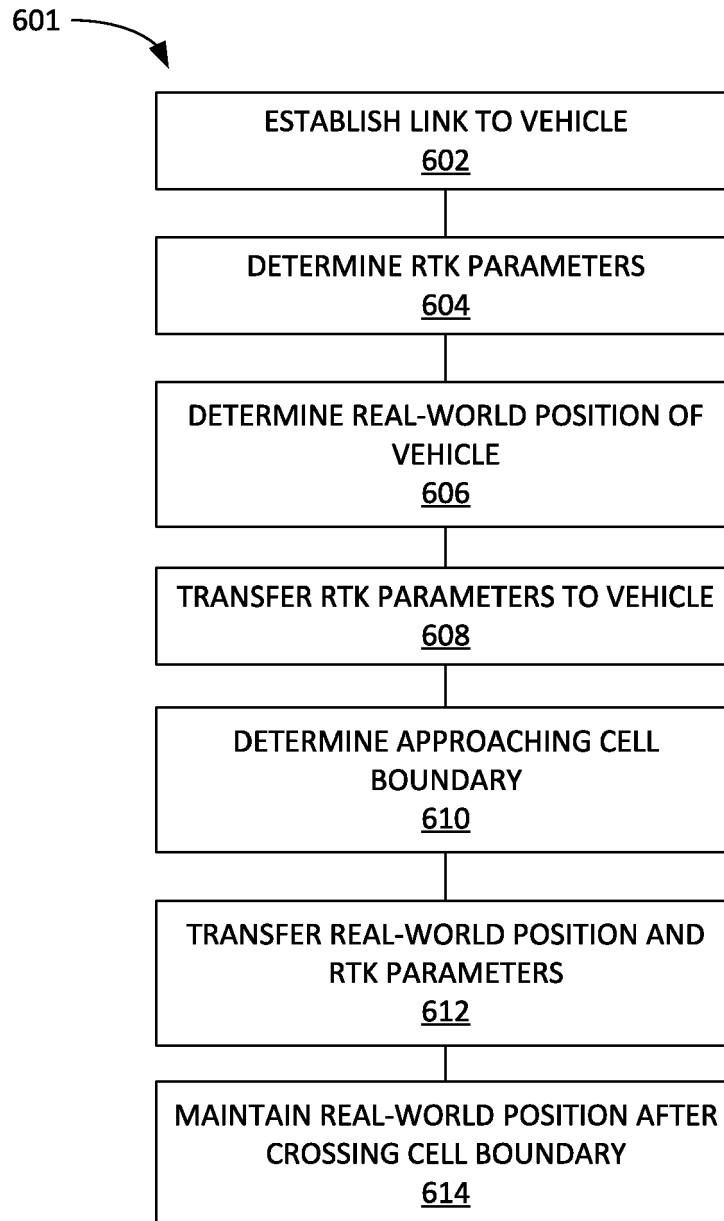 601
ESTABLISH LINK TO VEHICLE
602
DETERMINE RTK PARAMETERS
604
DETERMINE REAL-WORLD POSITION OF
VEHICLE
606
TRANSFER RTK PARAMETERS TO VEHICLE
608
DETERMINE APPROACHING CELL
BOUNDARY
610
TRANSFER REAL-WORLD POSITION AND
RTK PARAMETERS
612
MAINTAIN REAL-WORLD POSITION AFTER
CROSSING CELL BOUNDARY
614